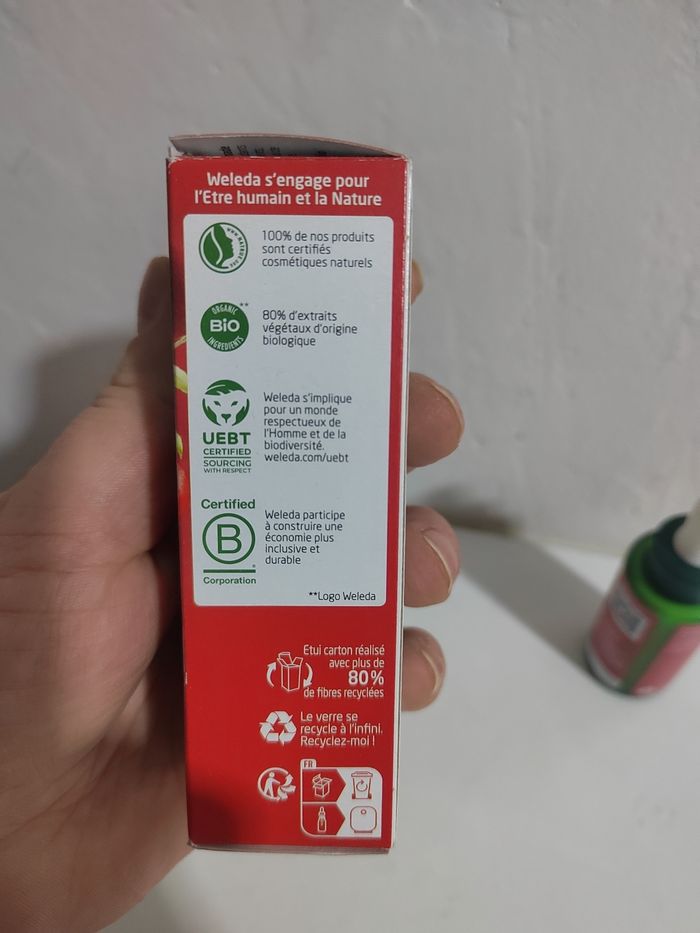 Weleda s'engage pour
l'Etre humain et la Nature
www.NATRUE.org
100% de nos produits
sont certifiés
cosmétiques naturels
ORGANIC **
BiO
INGREDIENTS
80% d'extraits
végétaux d'origine
biologique
UEBT
CERTIFIED
SOURCING
WITH RESPECT
Weleda s'implique
pour un monde
respectueux de
l'Homme et de la
biodiversité.
weleda.com/uebt
Certified
B
®
Corporation
Weleda participe
à construire une
économie plus
inclusive et
durable
**Logo Weleda
Etui carton réalisé
avec plus de
80%
de fibres recyclées
Le verre se
recycle à l'infini.
Recyclez-moi !
FR